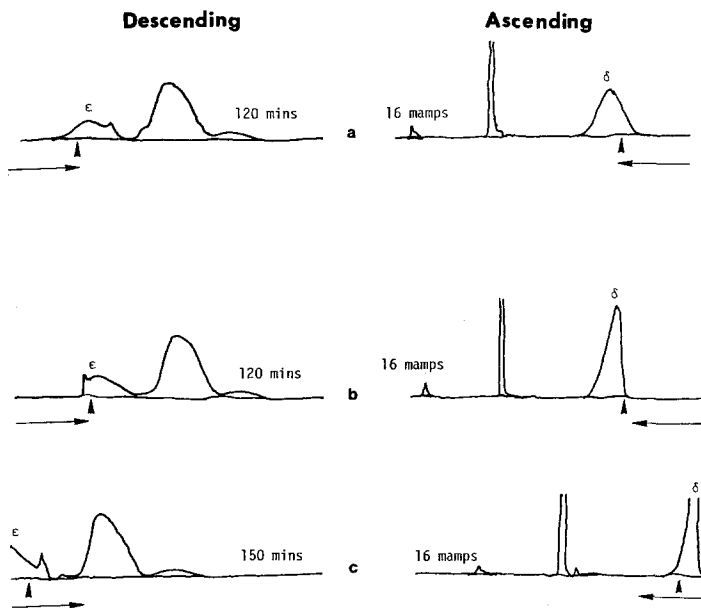 Descending Ascending
ε 120 mins a 16 mamps δ
ε 120 mins b 16 mamps δ
ε 150 mins c 16 mamps δ